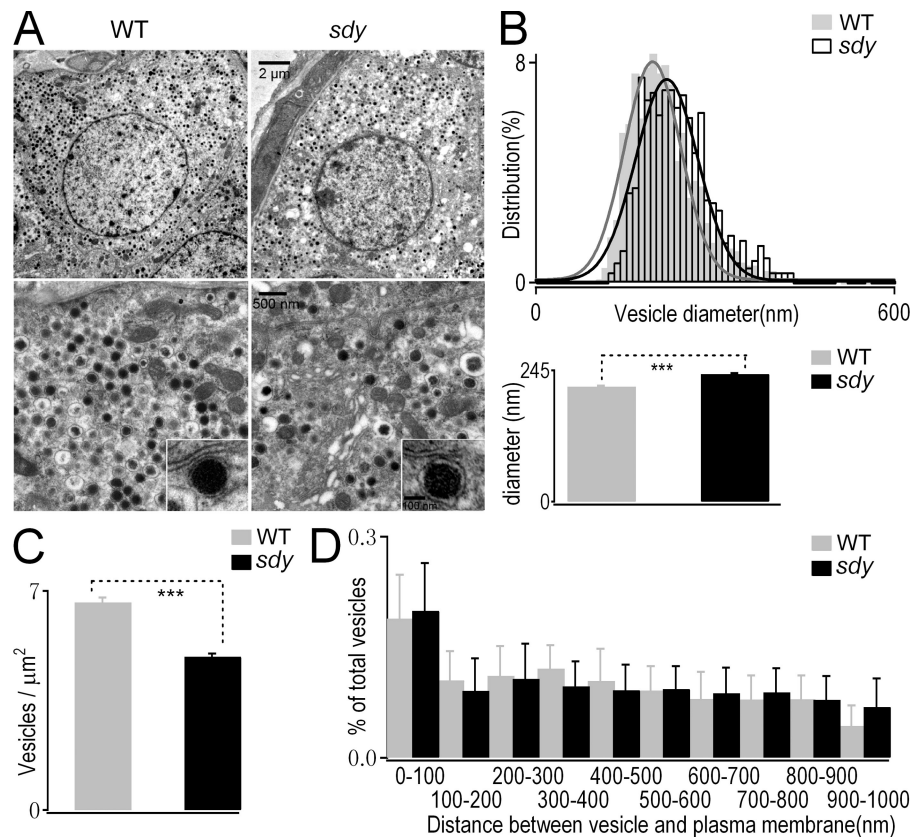 A
WT
sdy
2 μm
500 nm
100 nm
B
WT
sdy
8
Distribution(%)
0
0
Vesicle diameter(nm)
600
WT
sdy
245
***
diameter (nm)
0
C
WT
sdy
7
***
Vesicles / μm²
0
D
WT
sdy
0.3
% of total vesicles
0.0
0-100
200-300
400-500
600-700
800-900
100-200
300-400
500-600
700-800
900-1000
Distance between vesicle and plasma membrane(nm)